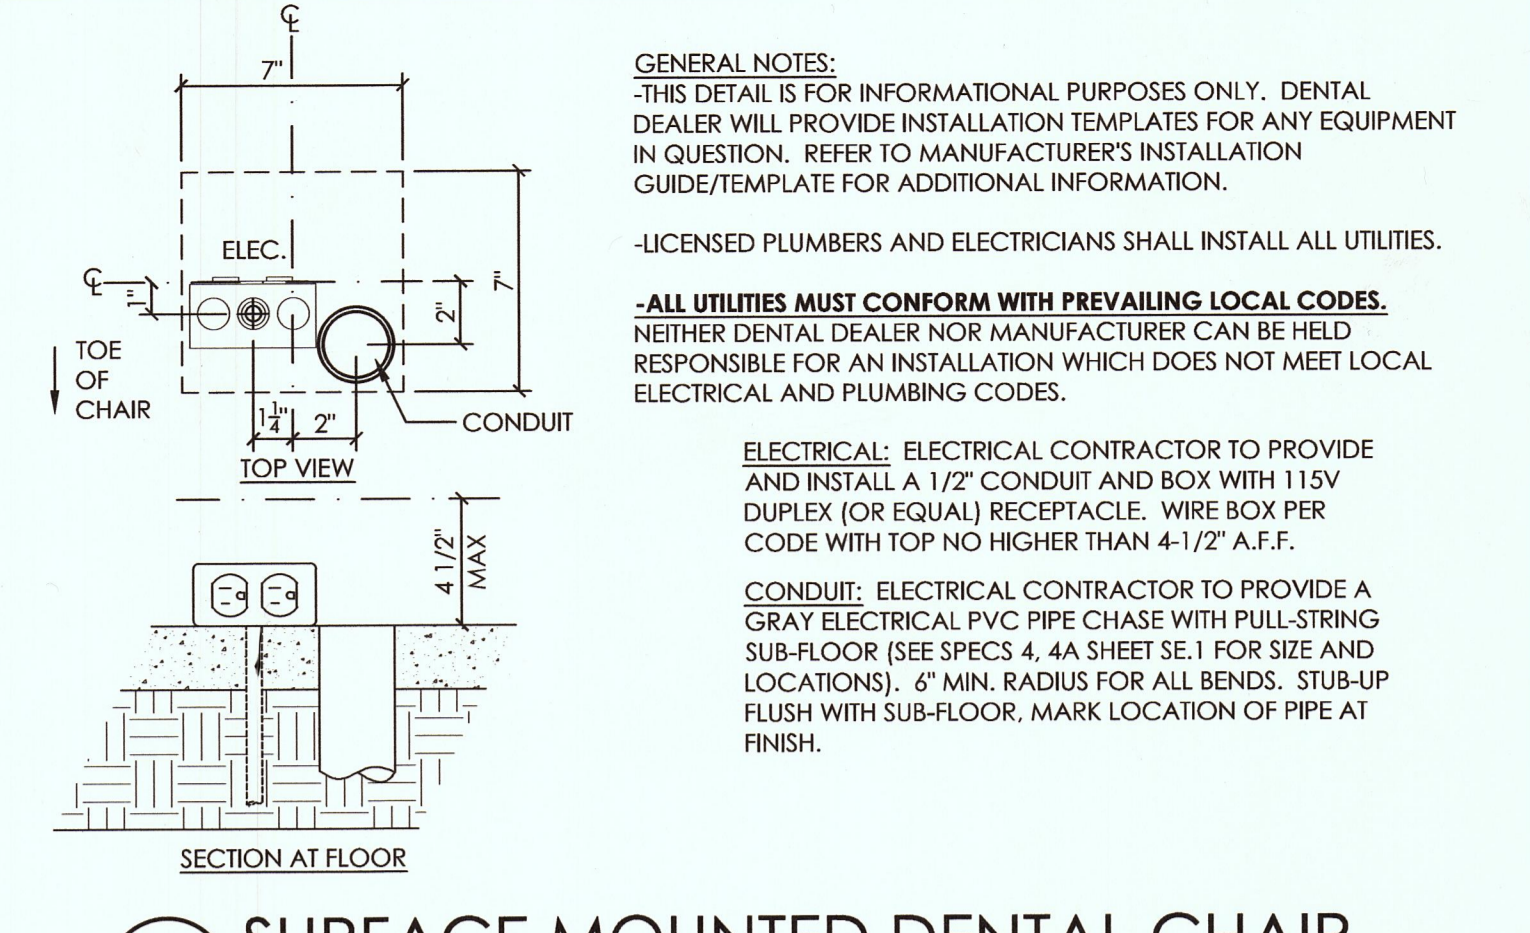 ℄
7"
ELEC.
℄
1"
2"
7"
TOE
OF
CHAIR
1 1/4"
2"
CONDUIT
TOP VIEW
4 1/2"
MAX
SECTION AT FLOOR
GENERAL NOTES:
-THIS DETAIL IS FOR INFORMATIONAL PURPOSES ONLY. DENTAL
DEALER WILL PROVIDE INSTALLATION TEMPLATES FOR ANY EQUIPMENT
IN QUESTION. REFER TO MANUFACTURER'S INSTALLATION
GUIDE/TEMPLATE FOR ADDITIONAL INFORMATION.
-LICENSED PLUMBERS AND ELECTRICIANS SHALL INSTALL ALL UTILITIES.
-ALL UTILITIES MUST CONFORM WITH PREVAILING LOCAL CODES.
NEITHER DENTAL DEALER NOR MANUFACTURER CAN BE HELD
RESPONSIBLE FOR AN INSTALLATION WHICH DOES NOT MEET LOCAL
ELECTRICAL AND PLUMBING CODES.
ELECTRICAL: ELECTRICAL CONTRACTOR TO PROVIDE
AND INSTALL A 1/2" CONDUIT AND BOX WITH 115V
DUPLEX (OR EQUAL) RECEPTACLE. WIRE BOX PER
CODE WITH TOP NO HIGHER THAN 4-1/2" A.F.F.
CONDUIT: ELECTRICAL CONTRACTOR TO PROVIDE A
GRAY ELECTRICAL PVC PIPE CHASE WITH PULL-STRING
SUB-FLOOR (SEE SPECS 4, 4A SHEET SE.1 FOR SIZE AND
LOCATIONS). 6" MIN. RADIUS FOR ALL BENDS. STUB-UP
FLUSH WITH SUB-FLOOR, MARK LOCATION OF PIPE AT
FINISH.
SURFACE MOUNTED DENTAL CHAIR